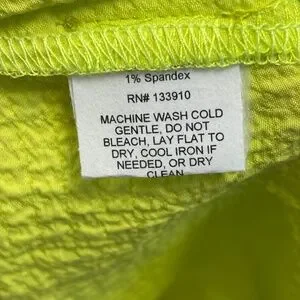 1% Spandex
RN# 133910
MACHINE WASH COLD
GENTLE, DO NOT
BLEACH, LAY FLAT TO
DRY, COOL IRON IF
NEEDED, OR DRY
CLEAN